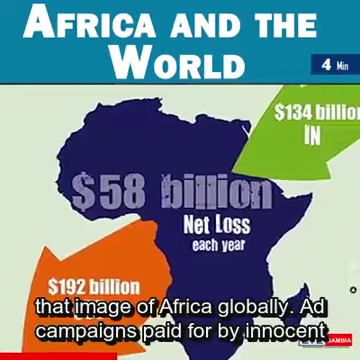 AFRICA AND THE
WORLD
4 Min
$134 billion
IN
$58 billion
Net Loss
each year
$192 billion
that image of Africa globally. Ad
campaigns paid for by innocent